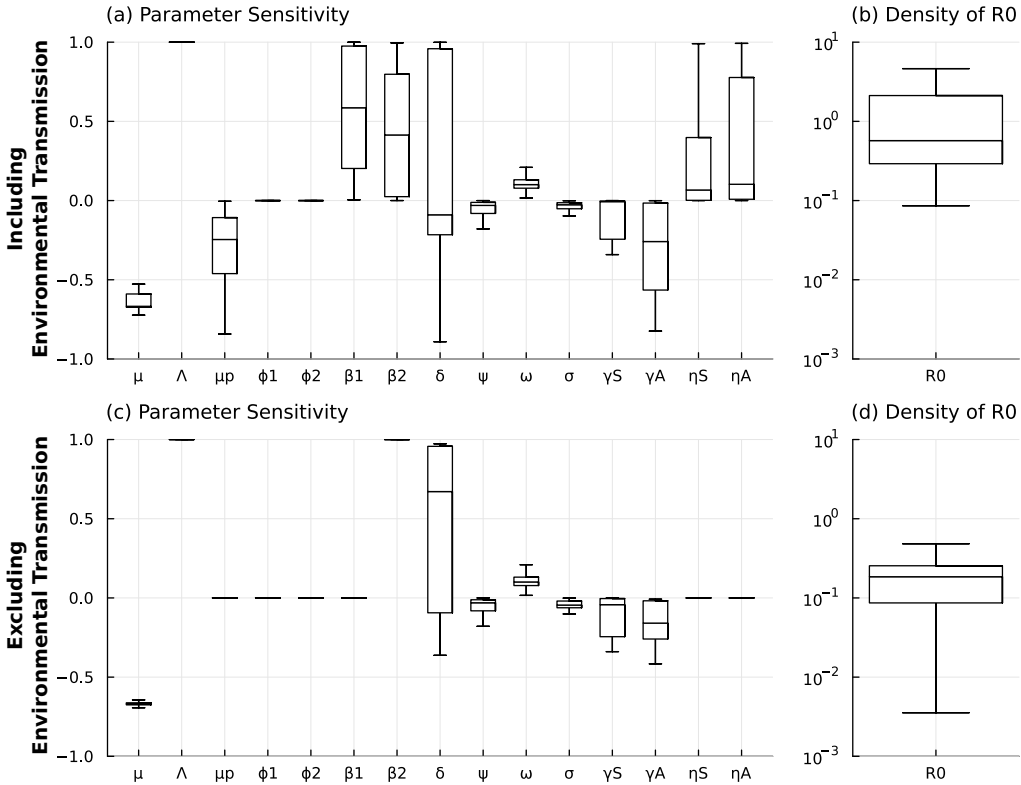 (a) Parameter Sensitivity
(b) Density of R0
Including
Environmental Transmission
1.0
0.5
0.0
−0.5
−1.0
μ Λ μp ϕ1 ϕ2 β1 β2 δ ψ ω σ γS γA ηS ηA
10^1
10^0
10^−1
10^−2
10^−3
R0
(c) Parameter Sensitivity
(d) Density of R0
Excluding
Environmental Transmission
1.0
0.5
0.0
−0.5
−1.0
μ Λ μp ϕ1 ϕ2 β1 β2 δ ψ ω σ γS γA ηS ηA
10^1
10^0
10^−1
10^−2
10^−3
R0